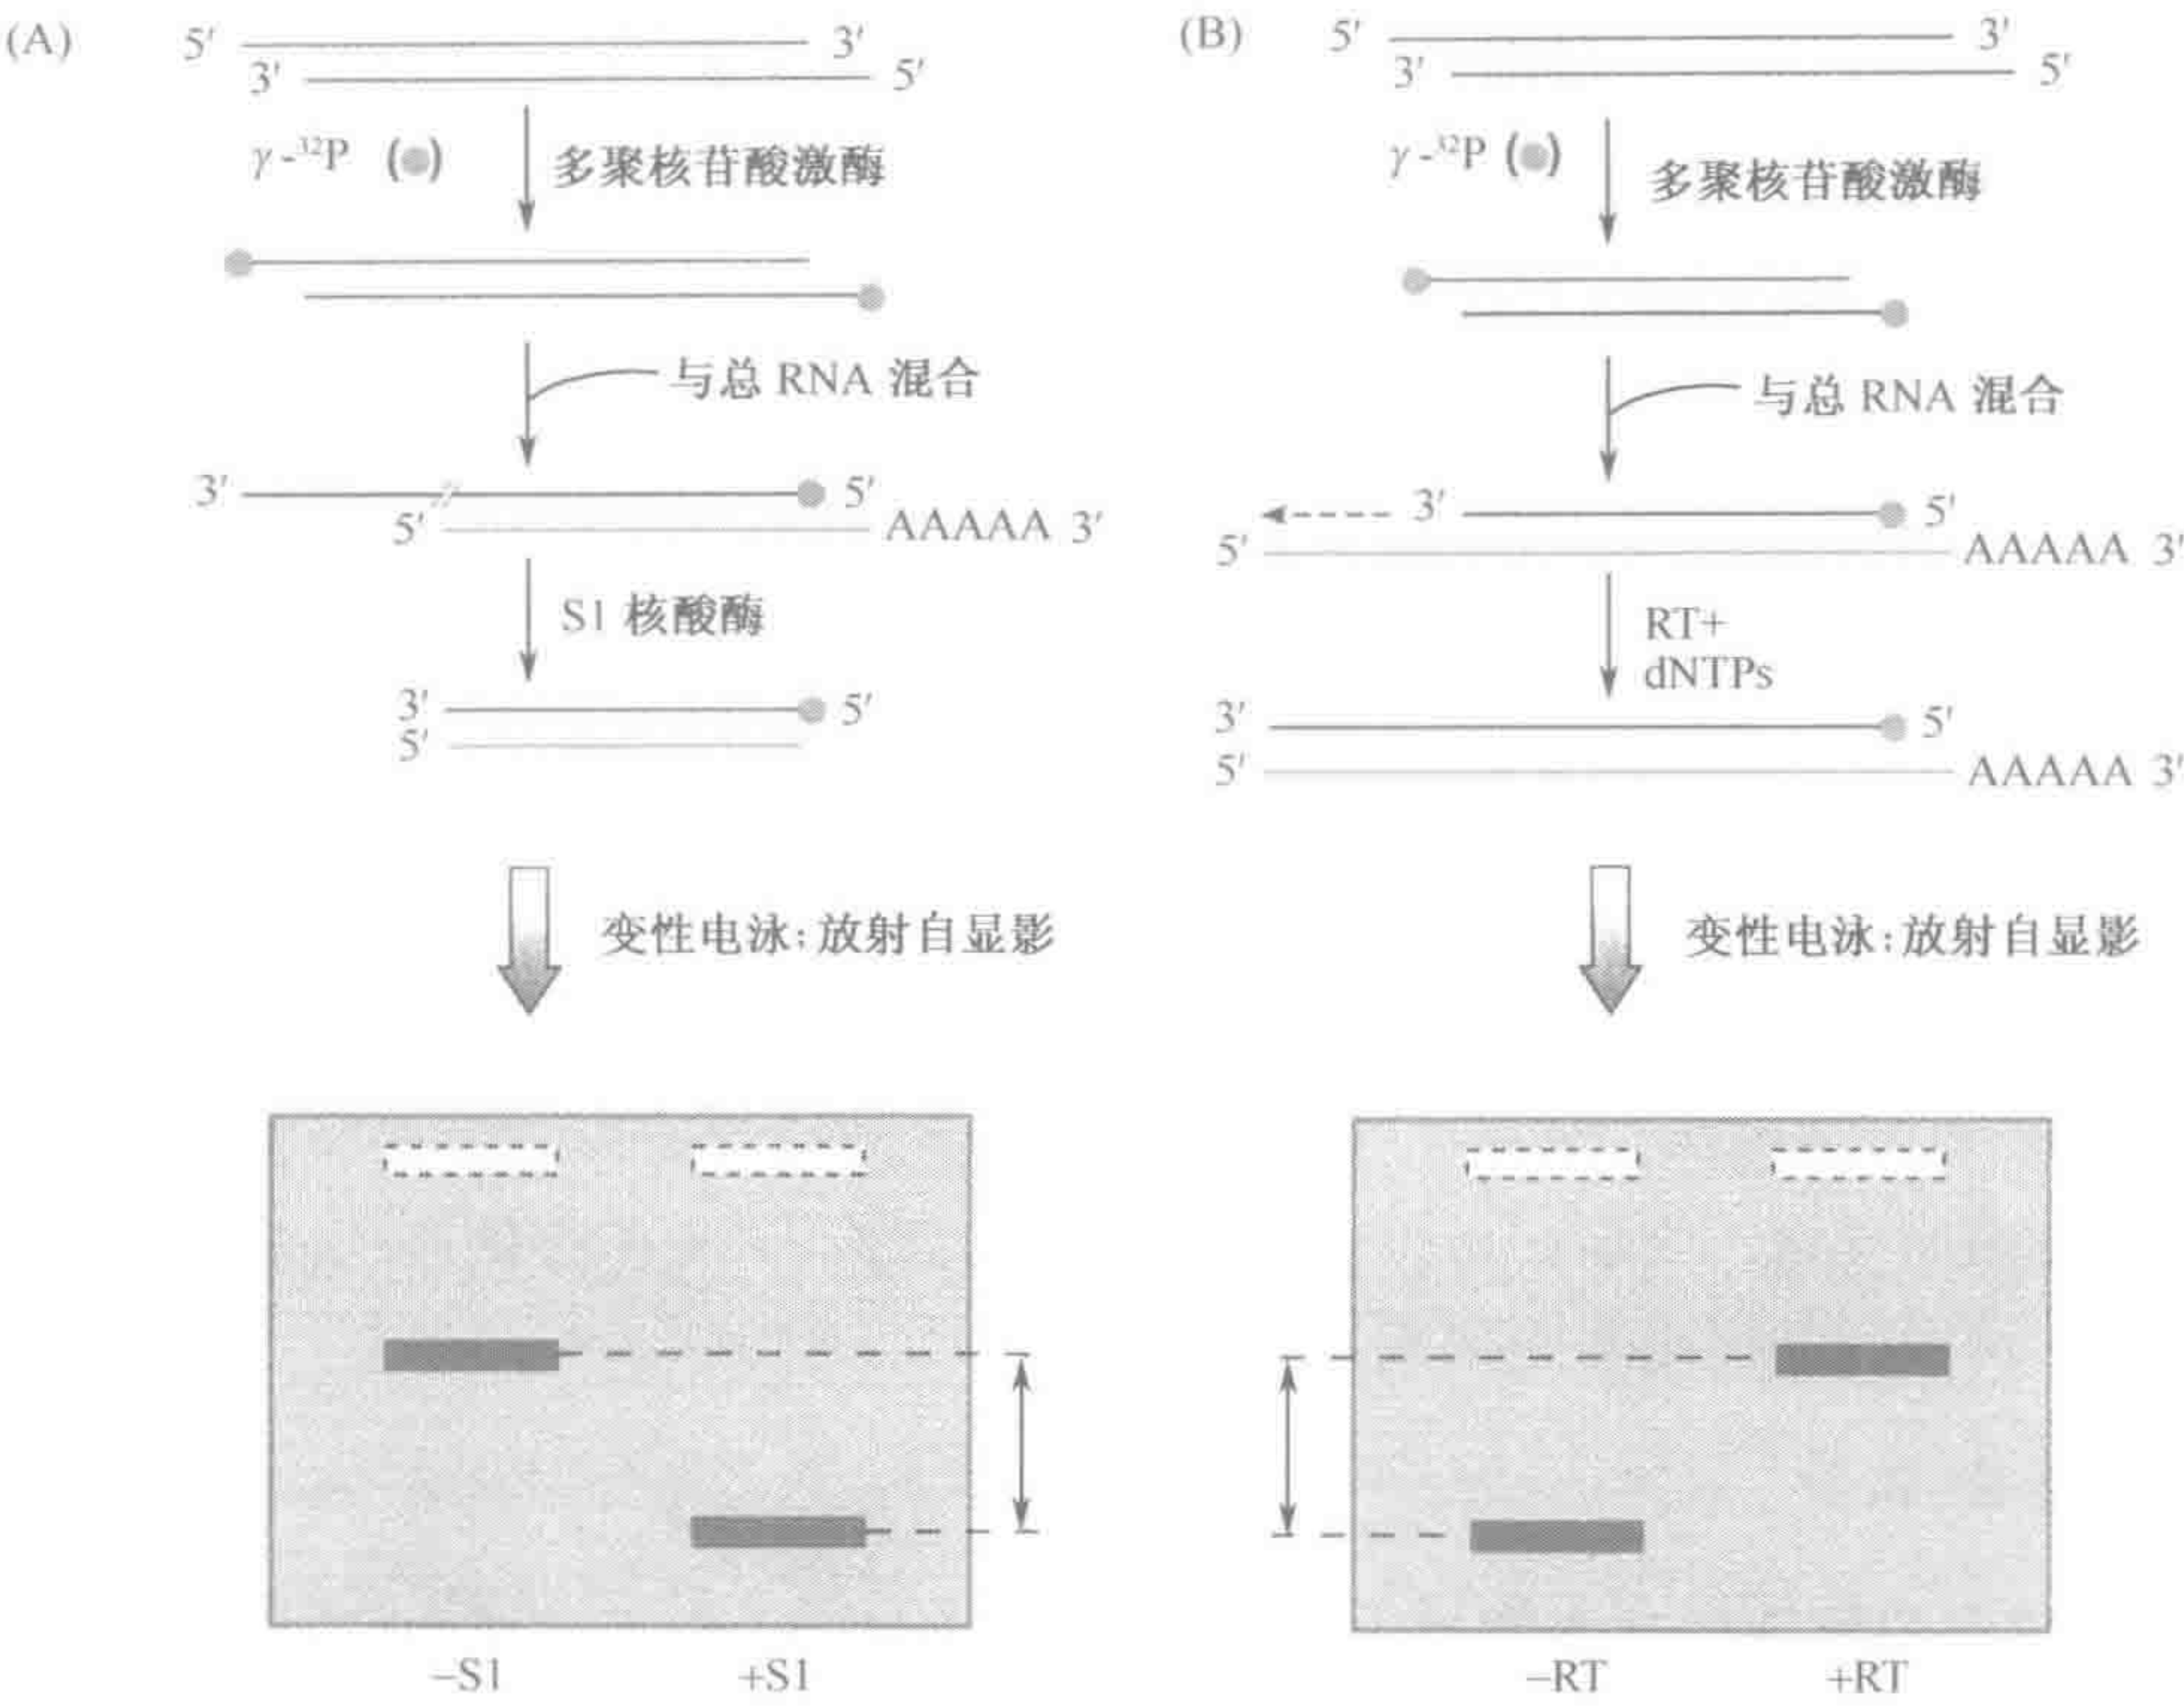 (A)
5' 3'
3' 5'
γ-³²P (●) 多聚核苷酸激酶
与总 RNA 混合
3' 5'
5' AAAAA 3'
S1 核酸酶
3' 5'
5'
变性电泳;放射自显影
-S1 +S1
(B)
5' 3'
3' 5'
γ-³²P (●) 多聚核苷酸激酶
与总 RNA 混合
3' 5'
5' AAAAA 3'
RT+
dNTPs
3' 5'
5' AAAAA 3'
变性电泳;放射自显影
-RT +RT